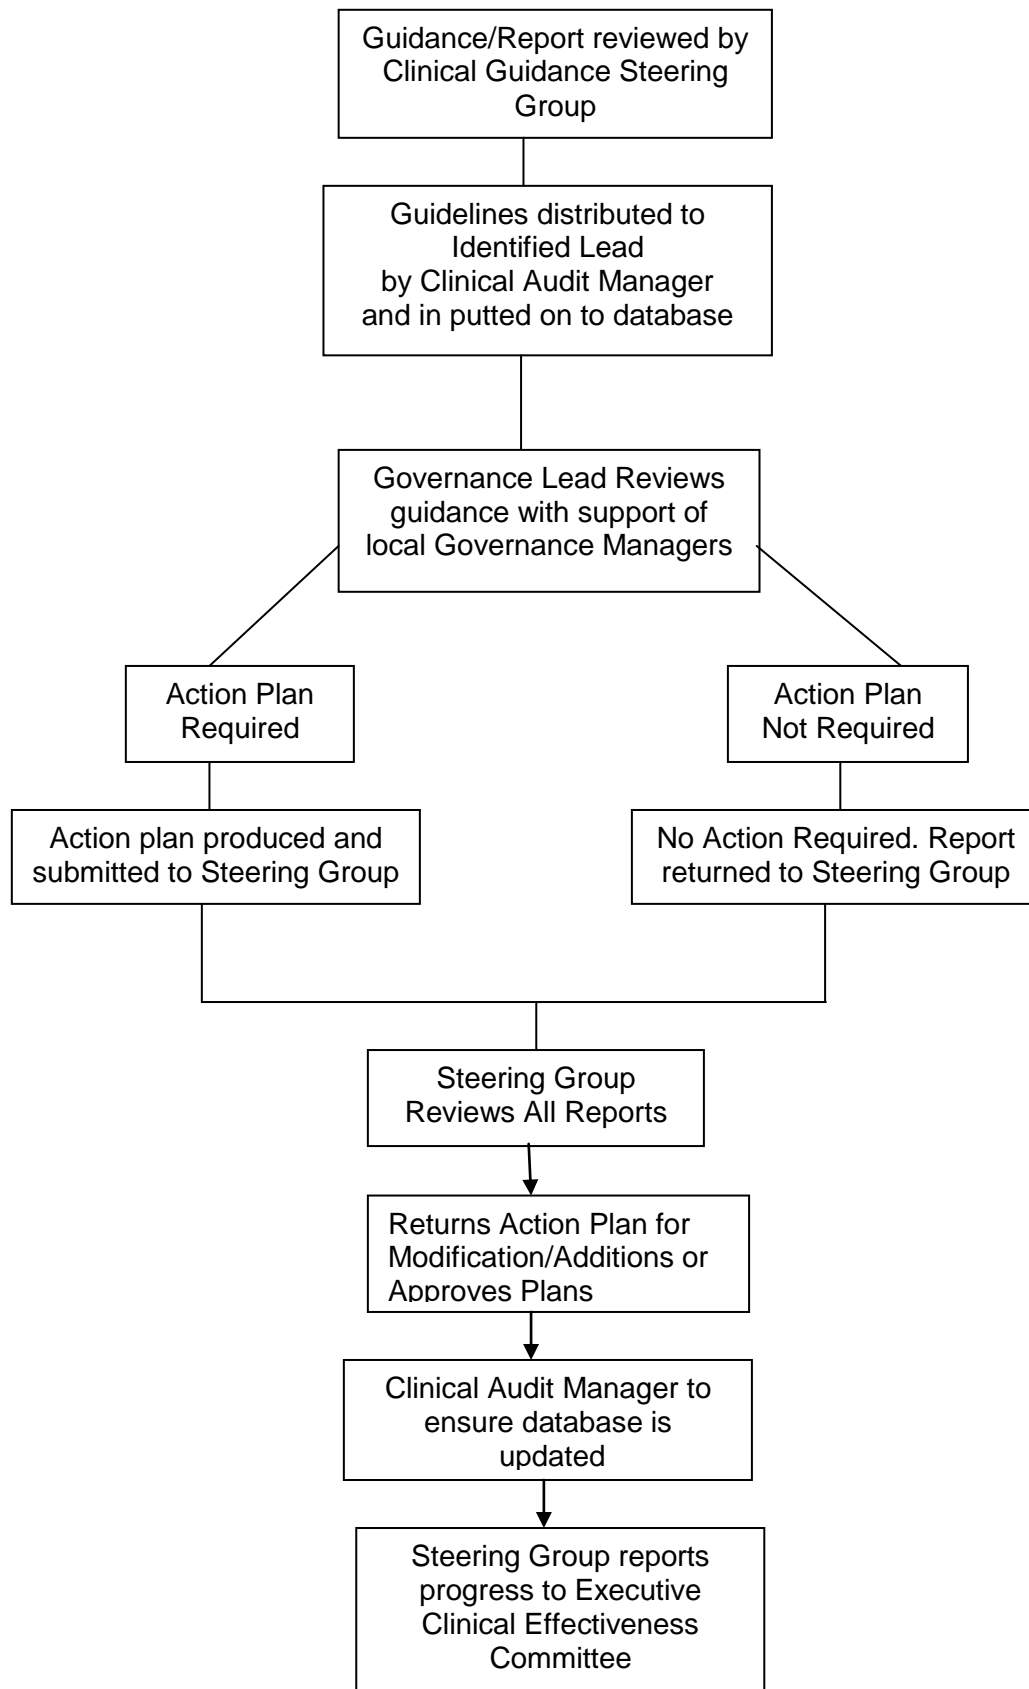 Guidance/Report reviewed by
Clinical Guidance Steering
Group
Guidelines distributed to
Identified Lead
by Clinical Audit Manager
and in putted on to database
Governance Lead Reviews
guidance with support of
local Governance Managers
Action Plan
Required
Action Plan
Not Required
Action plan produced and
submitted to Steering Group
No Action Required. Report
returned to Steering Group
Steering Group
Reviews All Reports
Returns Action Plan for
Modification/Additions or
Approves Plans
Clinical Audit Manager to
ensure database is
updated
Steering Group reports
progress to Executive
Clinical Effectiveness
Committee